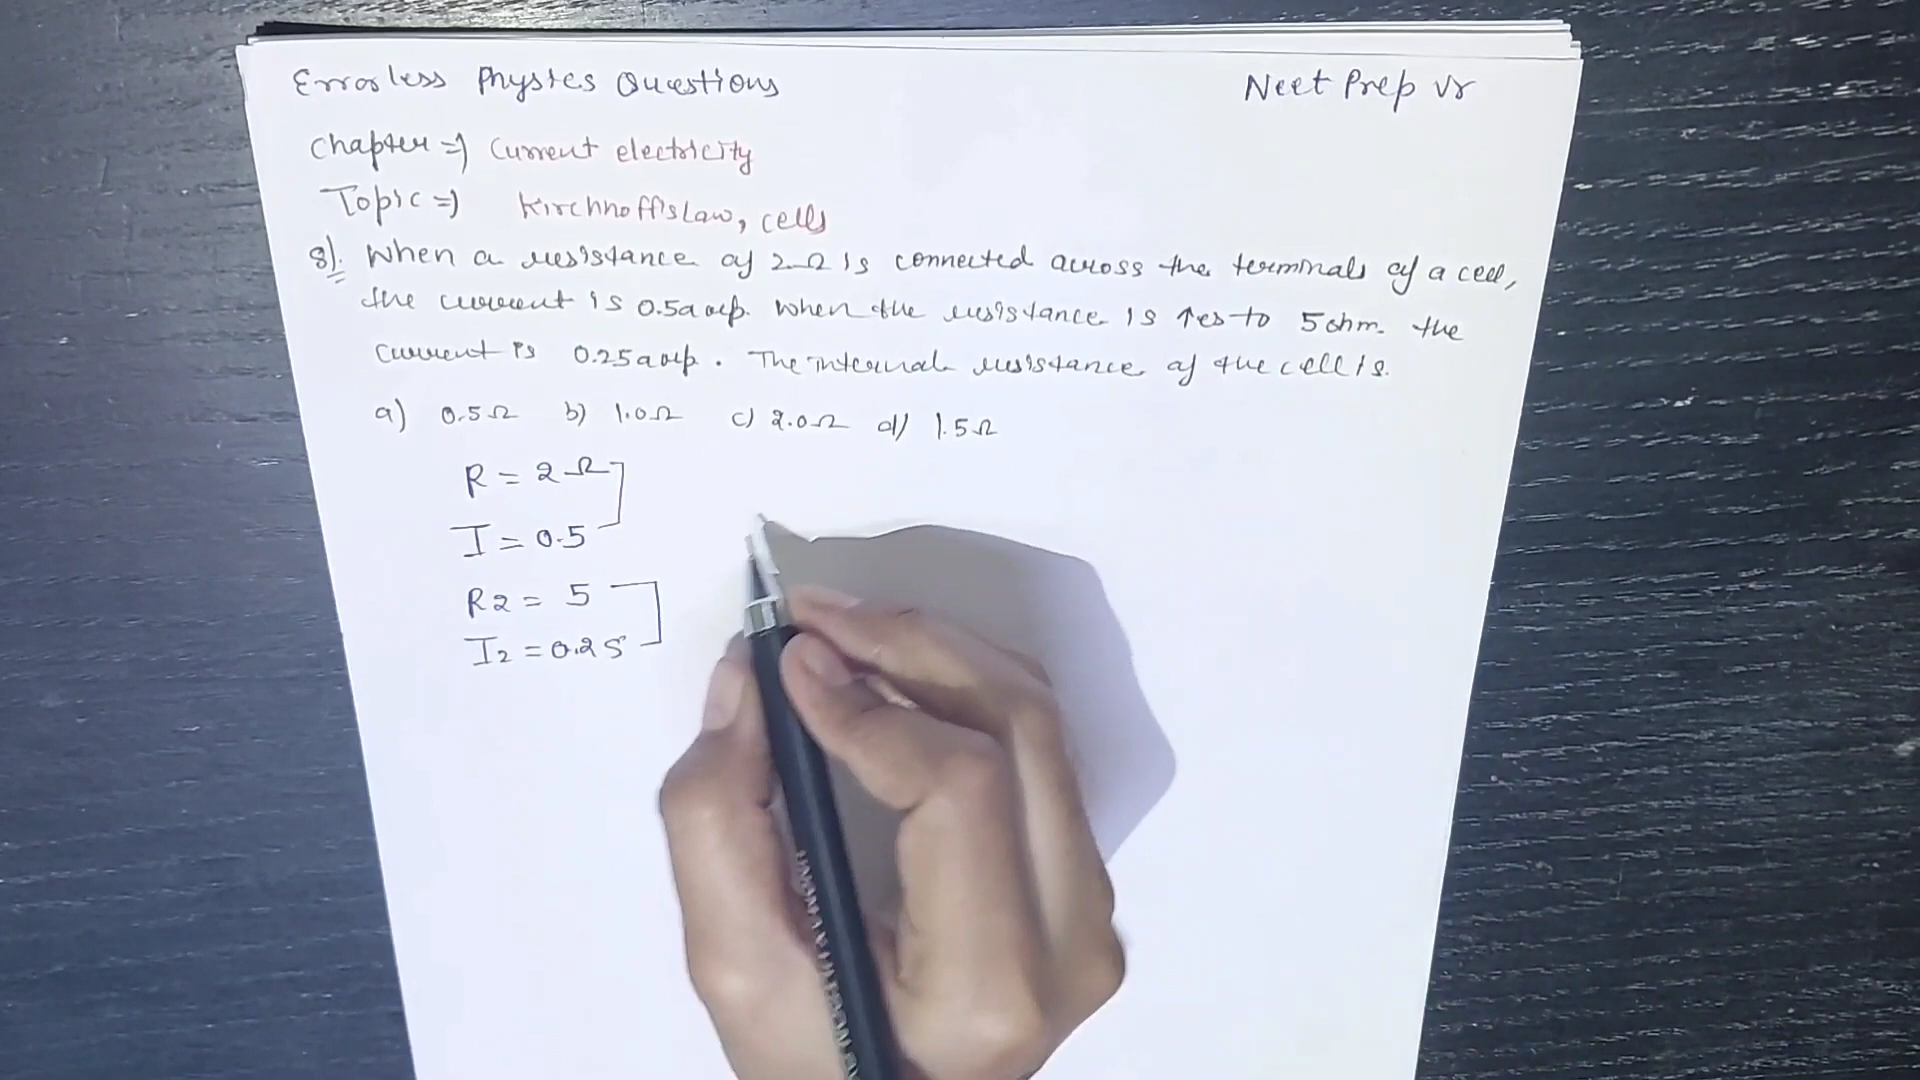 Errorless Physics Questions
Neet Prep vr
Chapter => Current electricity
Topic => Kirchhoff's Law, cells
8). When a resistance of 2Ω is connected across the terminals of a cell,
the current is 0.5 amp. When the resistance is ↑es to 5 ohm. the
current is 0.25 amp. The internal resistance of the cell is.
a) 0.5Ω b) 1.0Ω c) 2.0Ω d) 1.5Ω
R = 2Ω
I = 0.5
R2 = 5
I2 = 0.25